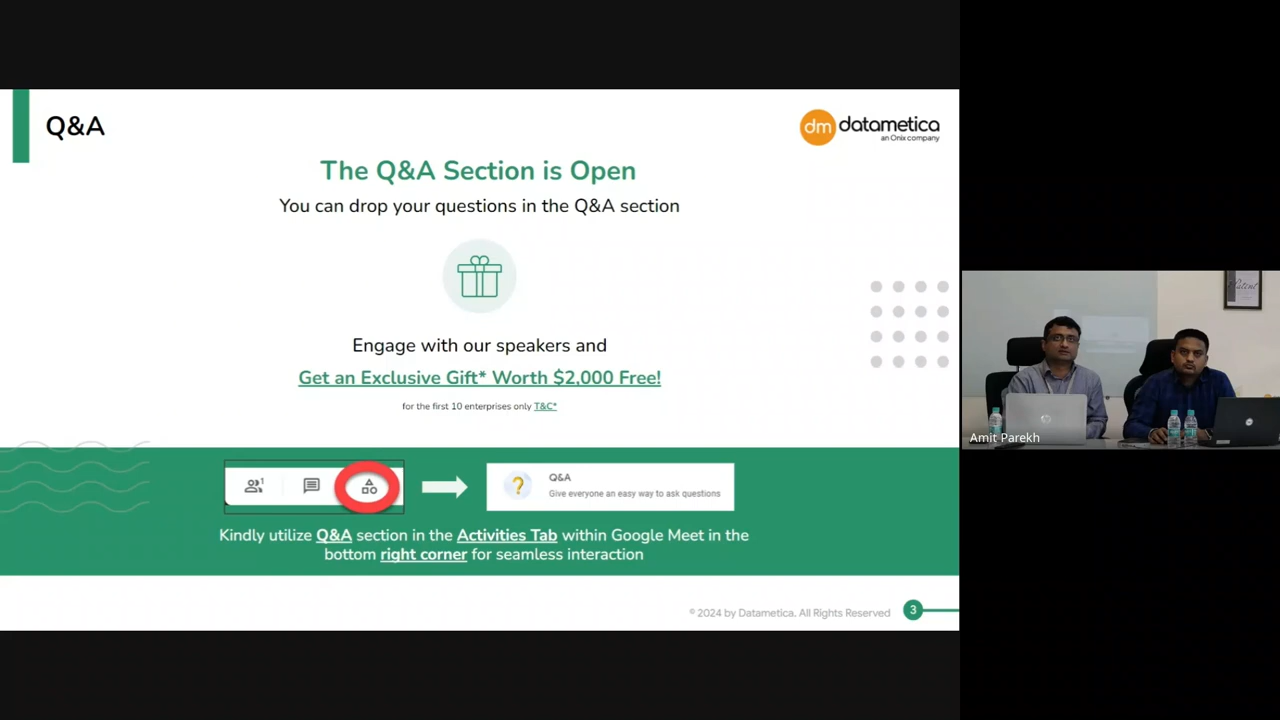 Q&A
dm datametica
an Onix company
The Q&A Section is Open
You can drop your questions in the Q&A section
Engage with our speakers and
Get an Exclusive Gift* Worth $2,000 Free!
for the first 10 enterprises only T&C*
1
?
Q&A
Give everyone an easy way to ask questions
Kindly utilize Q&A section in the Activities Tab within Google Meet in the
bottom right corner for seamless interaction
© 2024 by Datametica. All Rights Reserved
3
Patent
hp
Amit Parekh